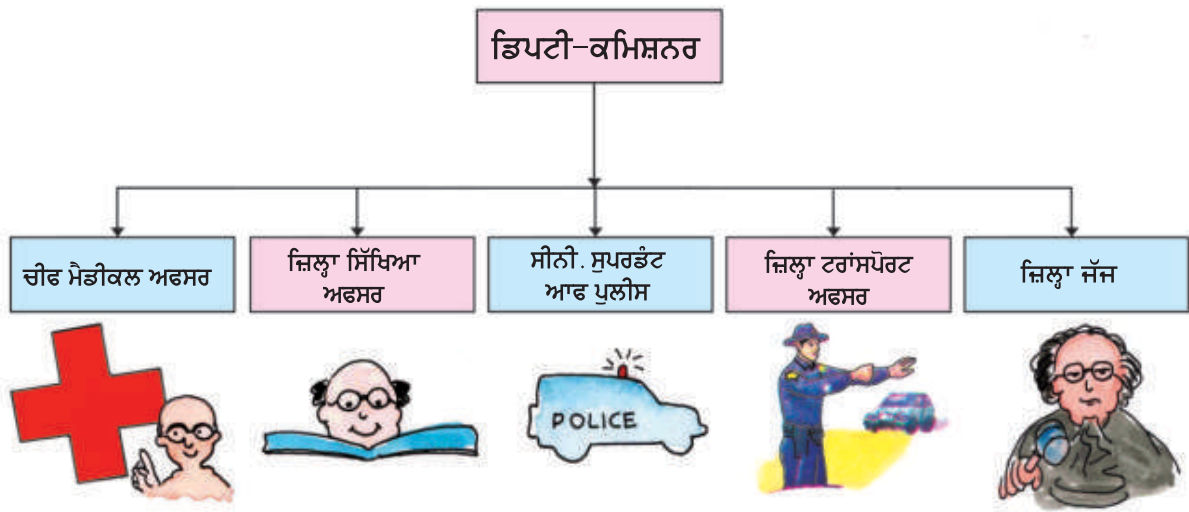 ਡਿਪਟੀ-ਕਮਿਸ਼ਨਰ
ਚੀਫ ਮੈਡੀਕਲ ਅਫਸਰ
ਜ਼ਿਲ੍ਹਾ ਸਿੱਖਿਆ
ਅਫਸਰ
ਸੀਨੀ. ਸੁਪਰਡੰਟ
ਆਫ ਪੁਲੀਸ
ਜ਼ਿਲ੍ਹਾ ਟਰਾਂਸਪੋਰਟ
ਅਫਸਰ
ਜ਼ਿਲ੍ਹਾ ਜੱਜ
POLICE